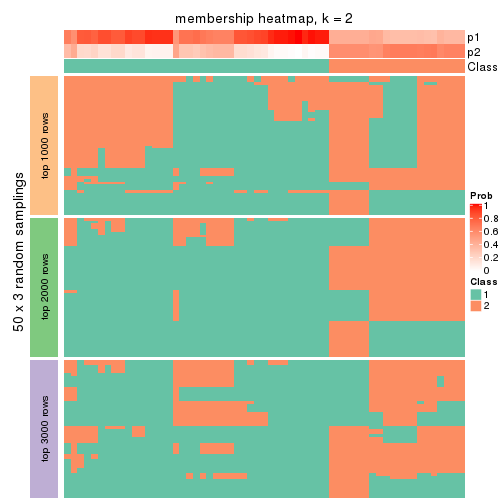 membership heatmap, k = 2
p1
p2
Class
50 x 3 random samplings
top 1000 rows
top 2000 rows
top 3000 rows
Prob
1
0.8
0.6
0.4
0.2
0
Class
1
2